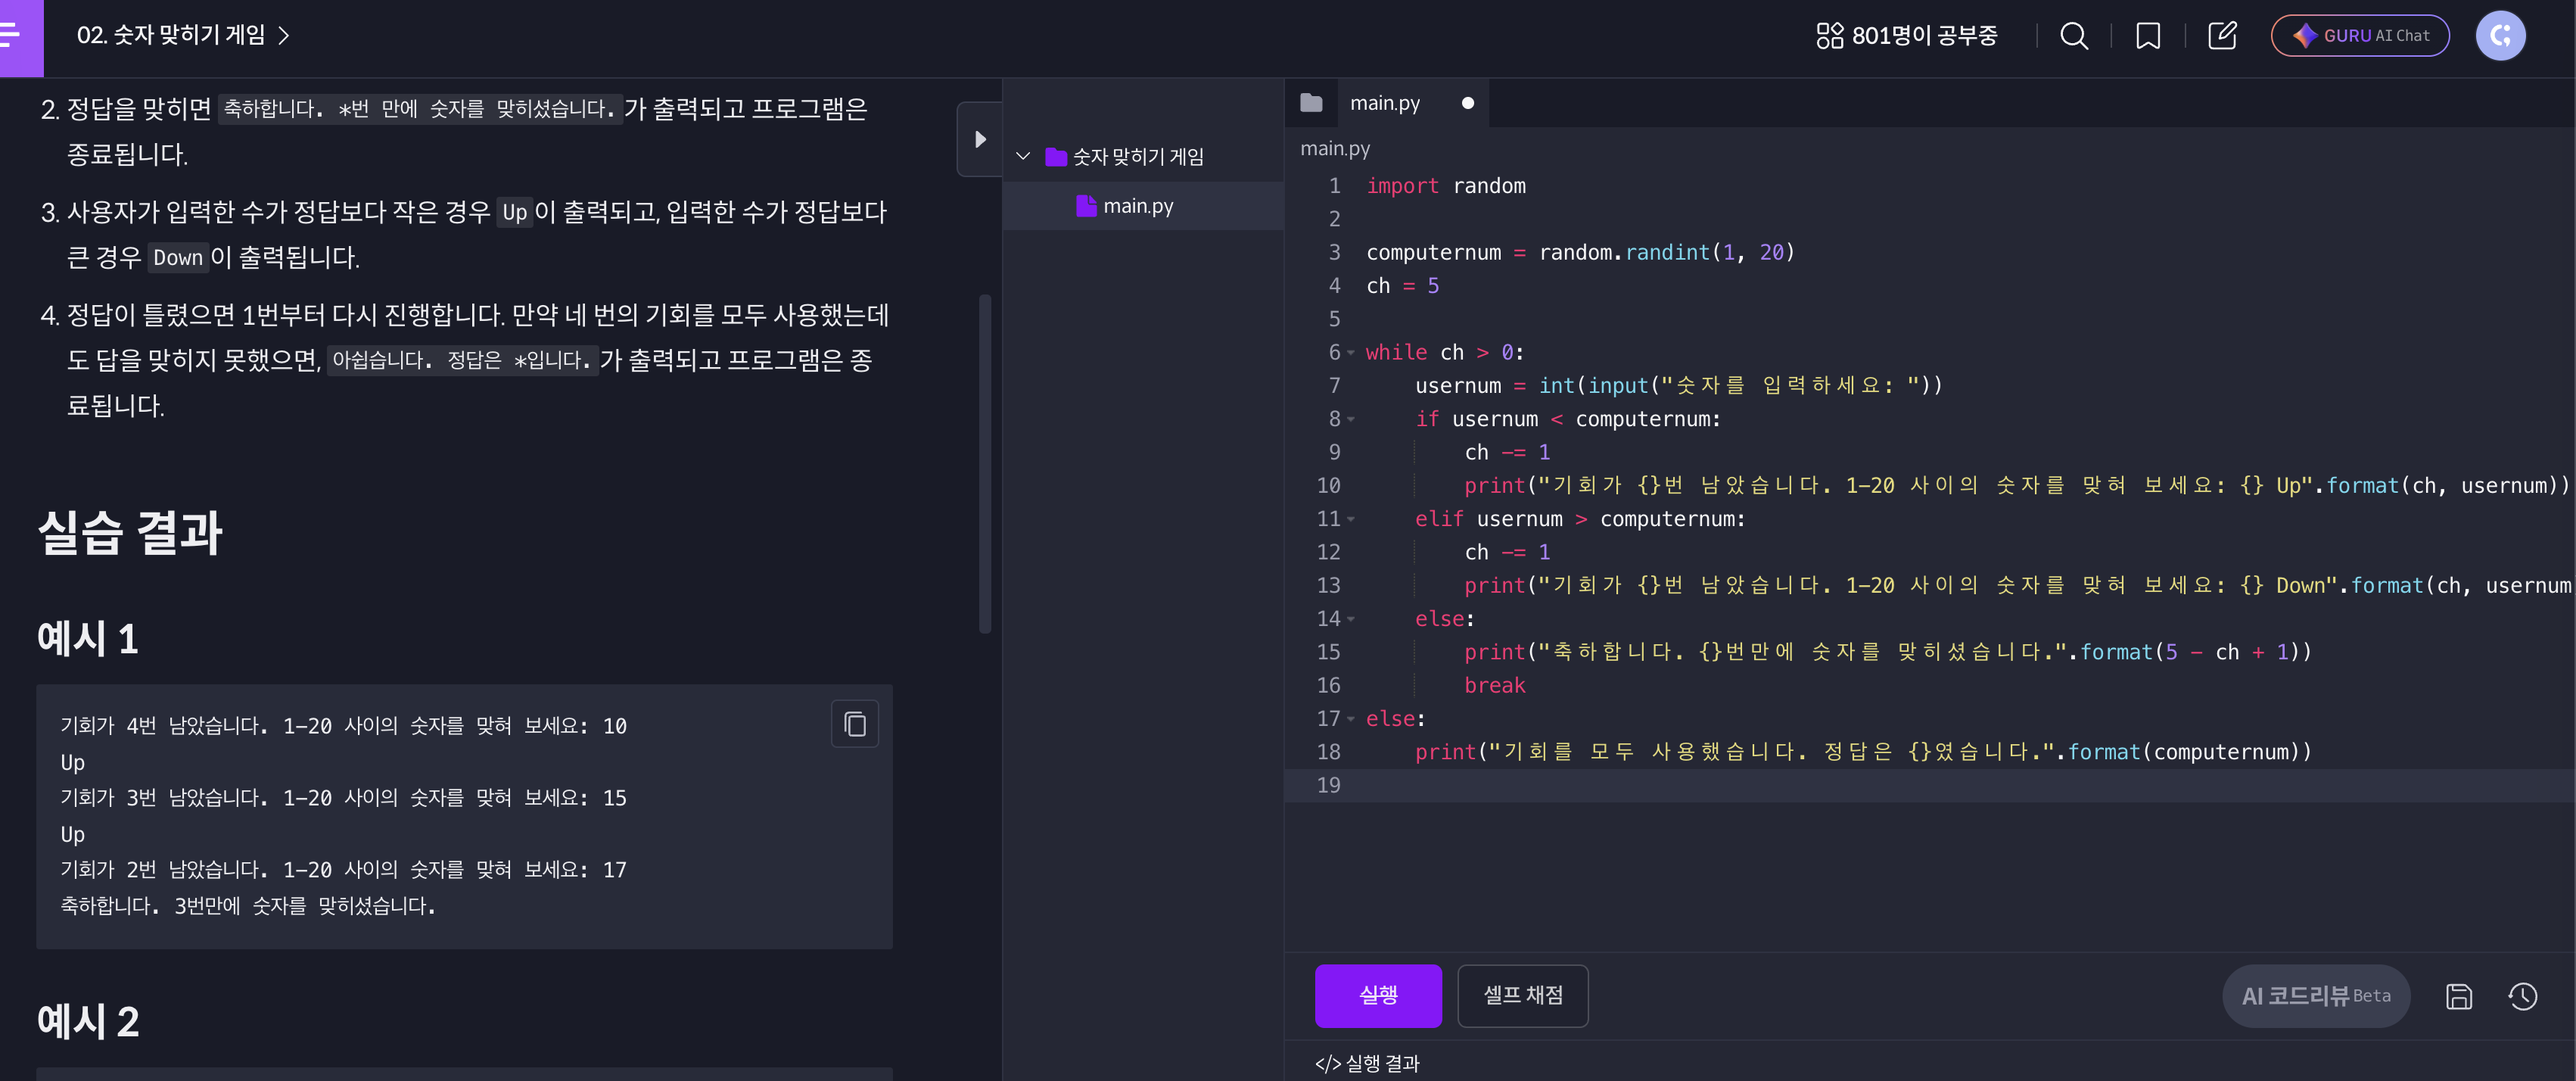 02. 숫자 맞히기 게임 >
801명이 공부중
GURU AI Chat
2. 정답을 맞히면 축하합니다. *번 만에 숫자를 맞히셨습니다.가 출력되고 프로그램은
종료됩니다.
3. 사용자가 입력한 수가 정답보다 작은 경우 Up이 출력되고, 입력한 수가 정답보다
큰 경우 Down이 출력됩니다.
4. 정답이 틀렸으면 1번부터 다시 진행합니다. 만약 네 번의 기회를 모두 사용했는데
도 답을 맞히지 못했으면, 아쉽습니다. 정답은 *입니다.가 출력되고 프로그램은 종
료됩니다.
실습 결과
예시 1
기회가 4번 남았습니다. 1-20 사이의 숫자를 맞혀 보세요: 10
Up
기회가 3번 남았습니다. 1-20 사이의 숫자를 맞혀 보세요: 15
Up
기회가 2번 남았습니다. 1-20 사이의 숫자를 맞혀 보세요: 17
축하합니다. 3번만에 숫자를 맞히셨습니다.
예시 2
숫자 맞히기 게임
main.py
main.py
main.py
1 import random
2
3 computernum = random.randint(1, 20)
4 ch = 5
5
6 while ch > 0:
7 usernum = int(input("숫자를 입력하세요: "))
8 if usernum < computernum:
9 ch -= 1
10 print("기회가 {}번 남았습니다. 1-20 사이의 숫자를 맞혀 보세요: {} Up".format(ch, usernum))
11 elif usernum > computernum:
12 ch -= 1
13 print("기회가 {}번 남았습니다. 1-20 사이의 숫자를 맞혀 보세요: {} Down".format(ch, usernum
14 else:
15 print("축하합니다. {}번만에 숫자를 맞히셨습니다.".format(5 - ch + 1))
16 break
17 else:
18 print("기회를 모두 사용했습니다. 정답은 {}였습니다.".format(computernum))
19
실행
셀프 채점
AI 코드리뷰 Beta
</> 실행 결과